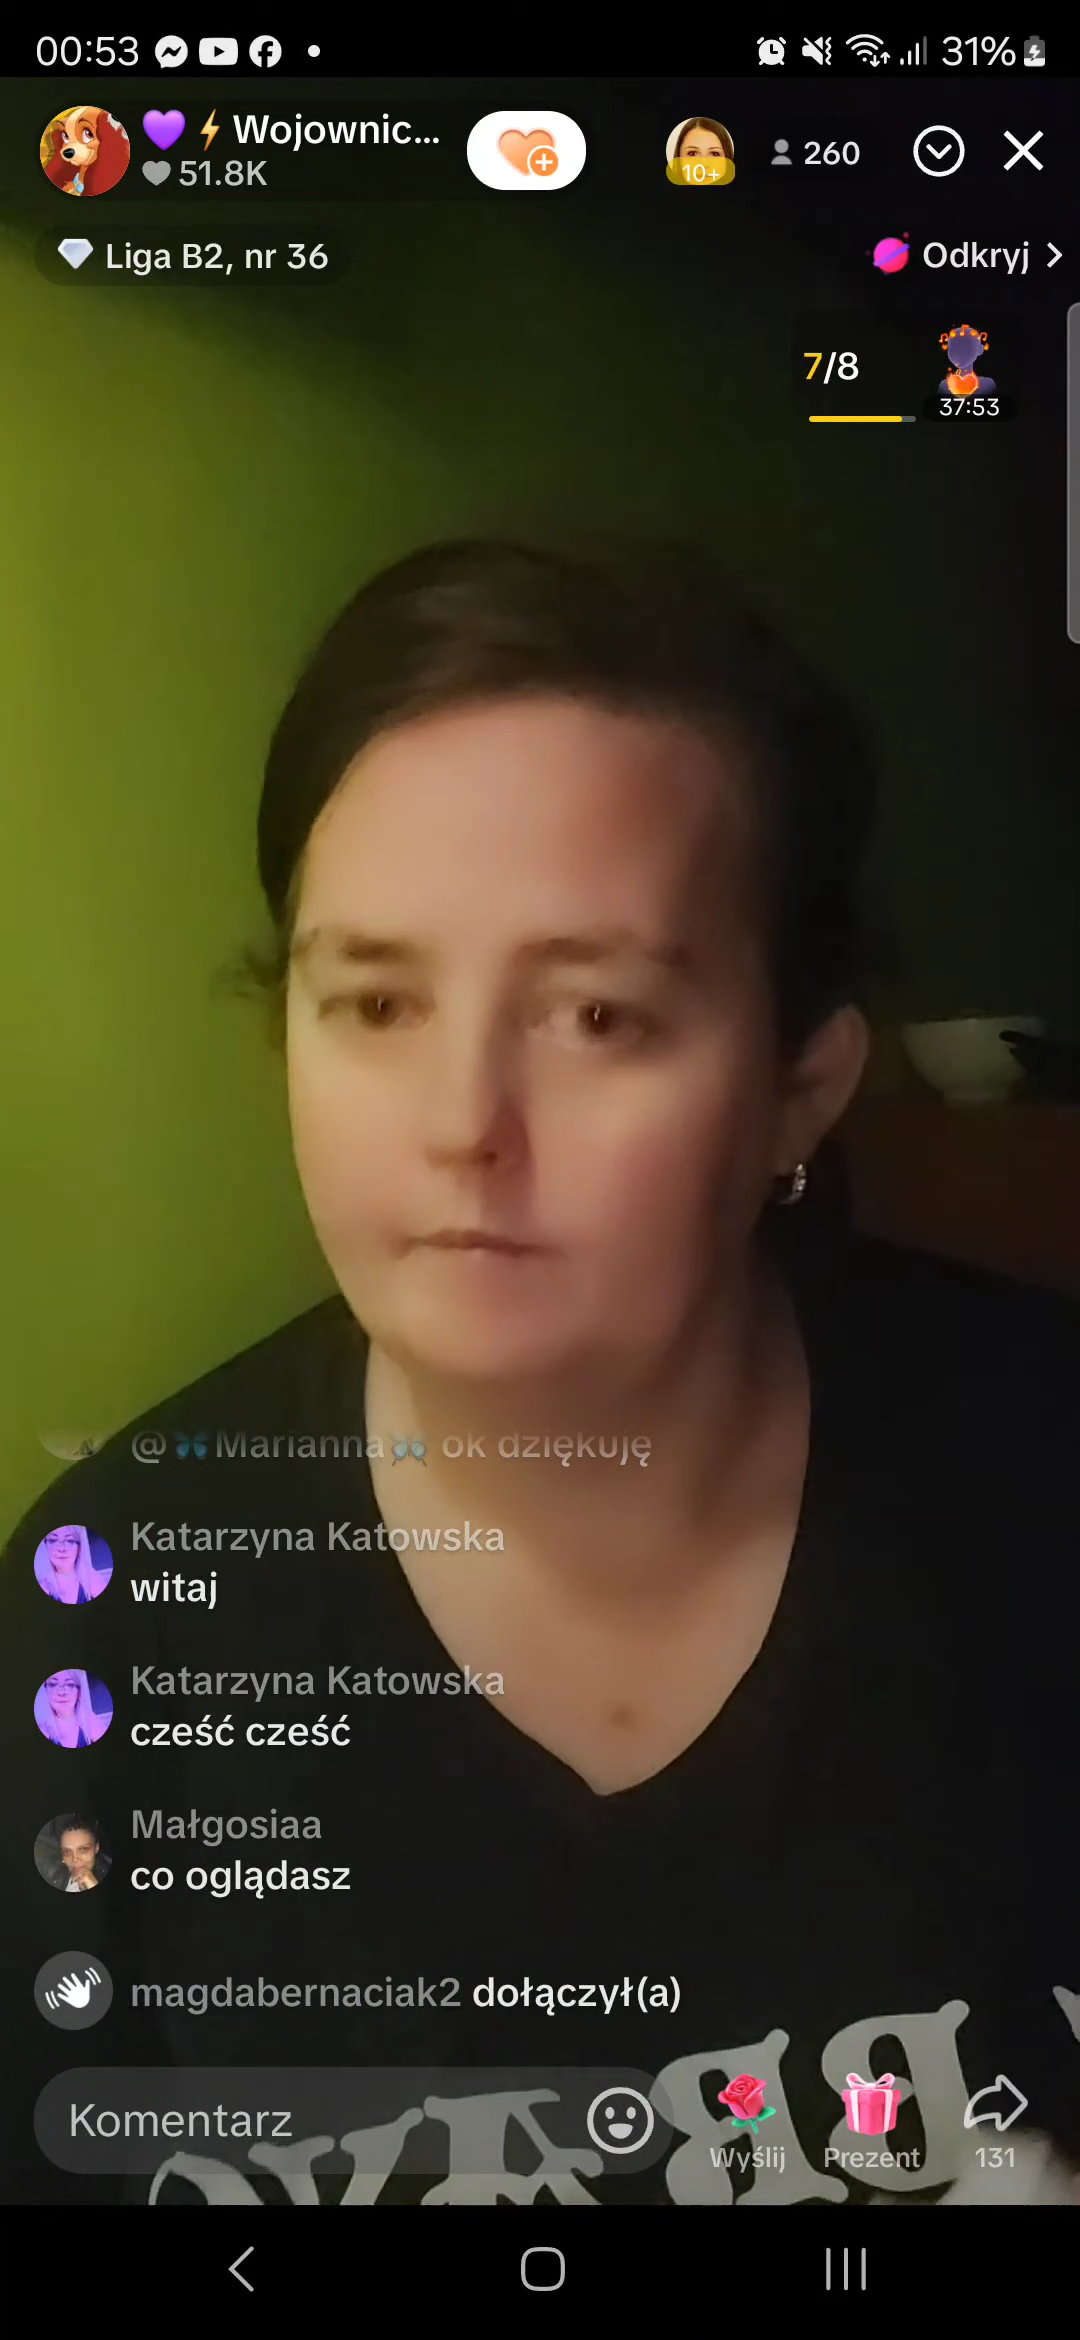 00:53
31%
💜⚡Wojownic...
51.8K
10+
260
Liga B2, nr 36
Odkryj
7/8
37:53
@🦋Marianna🦋 ok dziękuję
Katarzyna Katowska
witaj
Katarzyna Katowska
cześć cześć
Małgosiaa
co oglądasz
magdabernaciak2 dołączył(a)
Komentarz
Wyślij
Prezent
131